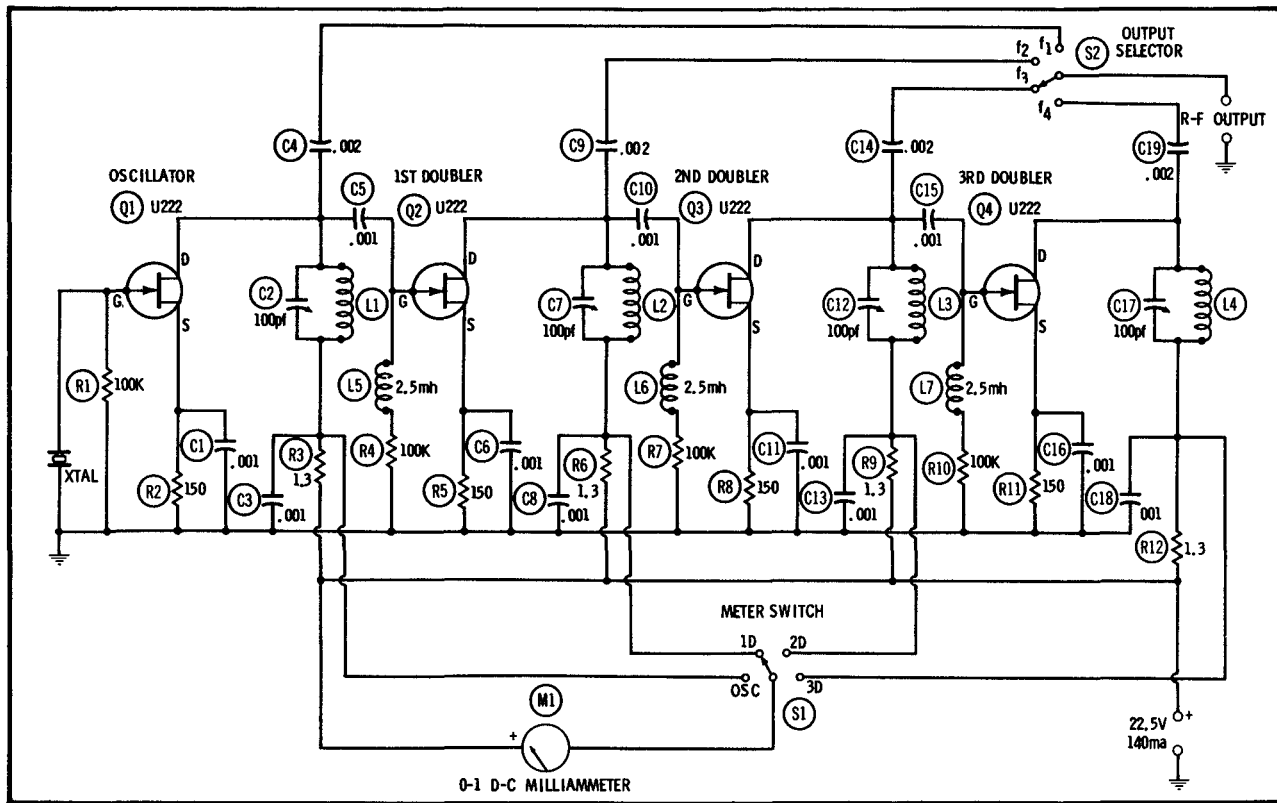 OUTPUT
SELECTOR
S2
f1
f2
f3
f4
R-F OUTPUT
C4
.002
C9
.002
C14
.002
C19
.002
OSCILLATOR
Q1 U222
C5
.001
1ST DOUBLER
Q2 U222
C10
.001
2ND DOUBLER
Q3 U222
C15
.001
3RD DOUBLER
Q4 U222
D
G
S
C2
100pf
L1
D
G
S
C7
100pf
L2
D
G
S
C12
100pf
L3
D
G
S
C17
100pf
L4
XTAL
R1
100K
C1
.001
R2
150
C3
.001
R3
1.3
L5
2.5mh
R4
100K
C6
.001
R5
150
C8
.001
R6
1.3
L6
2.5mh
R7
100K
C11
.001
R8
150
C13
.001
R9
1.3
L7
2.5mh
R10
100K
C16
.001
R11
150
C18
001
R12
1.3
METER SWITCH
1D
2D
OSC
3D
S1
M1
+
0-1 D-C MILLIAMMETER
22.5V
+
140ma